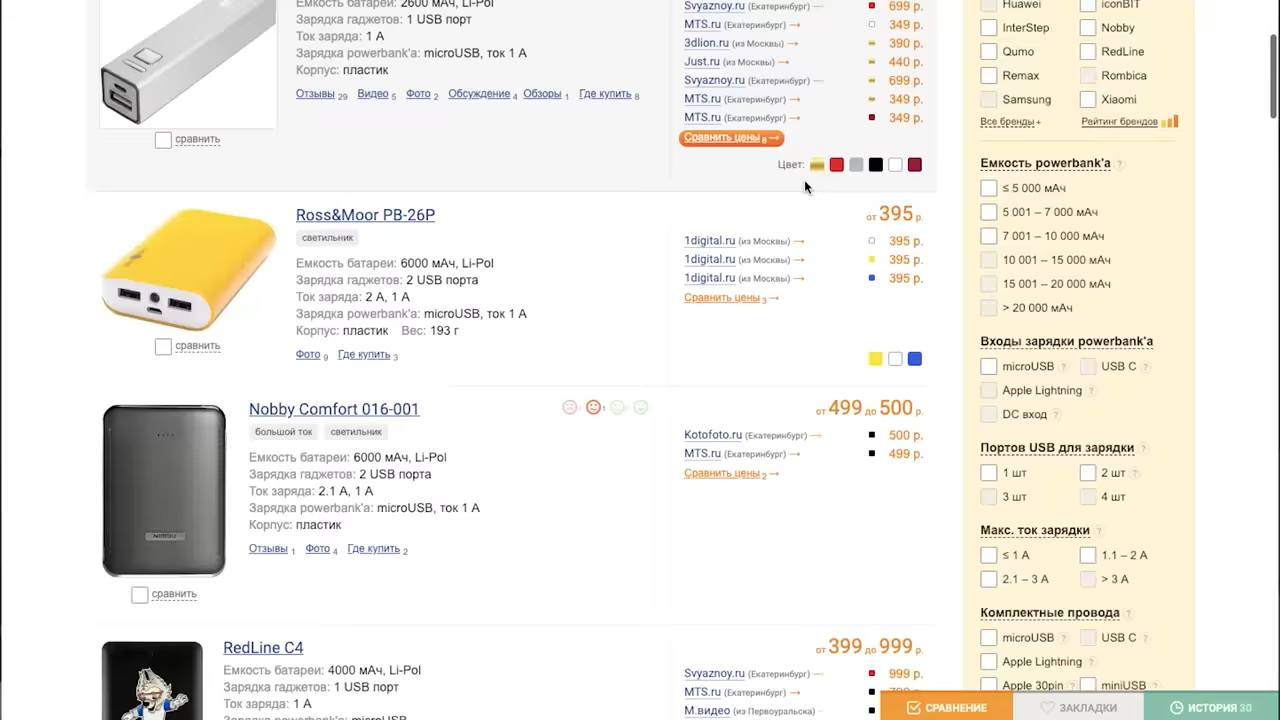 Емкость батареи: 2600 мАч, Li-Pol
Зарядка гаджетов: 1 USB порт
Ток заряда: 1 А
Зарядка powerbank'а: microUSB, ток 1 А
Корпус: пластик
Отзывы 29 Видео 5 Фото 2 Обсуждение 4 Обзоры 1 Где купить 8
сравнить
Svyaznoy.ru (Екатеринбург) 699 р.
MTS.ru (Екатеринбург) → 349 р.
3dlion.ru (из Москвы) → 390 р.
Just.ru (из Москвы) → 440 р.
Svyaznoy.ru (Екатеринбург) 699 р.
MTS.ru (Екатеринбург) → 349 р.
MTS.ru (Екатеринбург) → 349 р.
Сравнить цены 8 →
Цвет:
Ross&Moor PB-26P
светильник
Емкость батареи: 6000 мАч, Li-Pol
Зарядка гаджетов: 2 USB порта
Ток заряда: 2 А, 1 А
Зарядка powerbank'а: microUSB, ток 1 А
Корпус: пластик Вес: 193 г
Фото 9 Где купить 3
сравнить
от 395 р.
1digital.ru (из Москвы) → 395 р.
1digital.ru (из Москвы) → 395 р.
1digital.ru (из Москвы) → 395 р.
Сравнить цены 3 →
Nobby Comfort 016-001
большой ток светильник
Емкость батареи: 6000 мАч, Li-Pol
Зарядка гаджетов: 2 USB порта
Ток заряда: 2.1 А, 1 А
Зарядка powerbank'а: microUSB, ток 1 А
Корпус: пластик
Отзывы 1 Фото 4 Где купить 2
NOBBY
сравнить
1
от 499 до 500 р.
Kotofoto.ru (Екатеринбург) → 500 р.
MTS.ru (Екатеринбург) → 499 р.
Сравнить цены 2 →
RedLine C4
Емкость батареи: 4000 мАч, Li-Pol
Зарядка гаджетов: 1 USB порт
Ток заряда: 1 А
от 399 до 999 р.
Svyaznoy.ru (Екатеринбург) 999 р.
MTS.ru (Екатеринбург) →
М.видео (из Первоуральска)
Huawei iconBIT
InterStep Nobby
Qumo RedLine
Remax Rombica
Samsung Xiaomi
Все бренды + Рейтинг брендов
Емкость powerbank'а ?
≤ 5 000 мАч
5 001 – 7 000 мАч
7 001 – 10 000 мАч
10 001 – 15 000 мАч
15 001 – 20 000 мАч
> 20 000 мАч
Входы зарядки powerbank'а
microUSB ? USB C ?
Apple Lightning ?
DC вход ?
Портов USB для зарядки ?
1 шт 2 шт ?
3 шт 4 шт
Макс. ток зарядки ?
≤ 1 А 1.1 – 2 А
2.1 – 3 А > 3 А
Комплектные провода ?
microUSB ? USB C ?
Apple Lightning ?
Apple 30pin ? miniUSB ?
СРАВНЕНИЕ ЗАКЛАДКИ ИСТОРИЯ 30